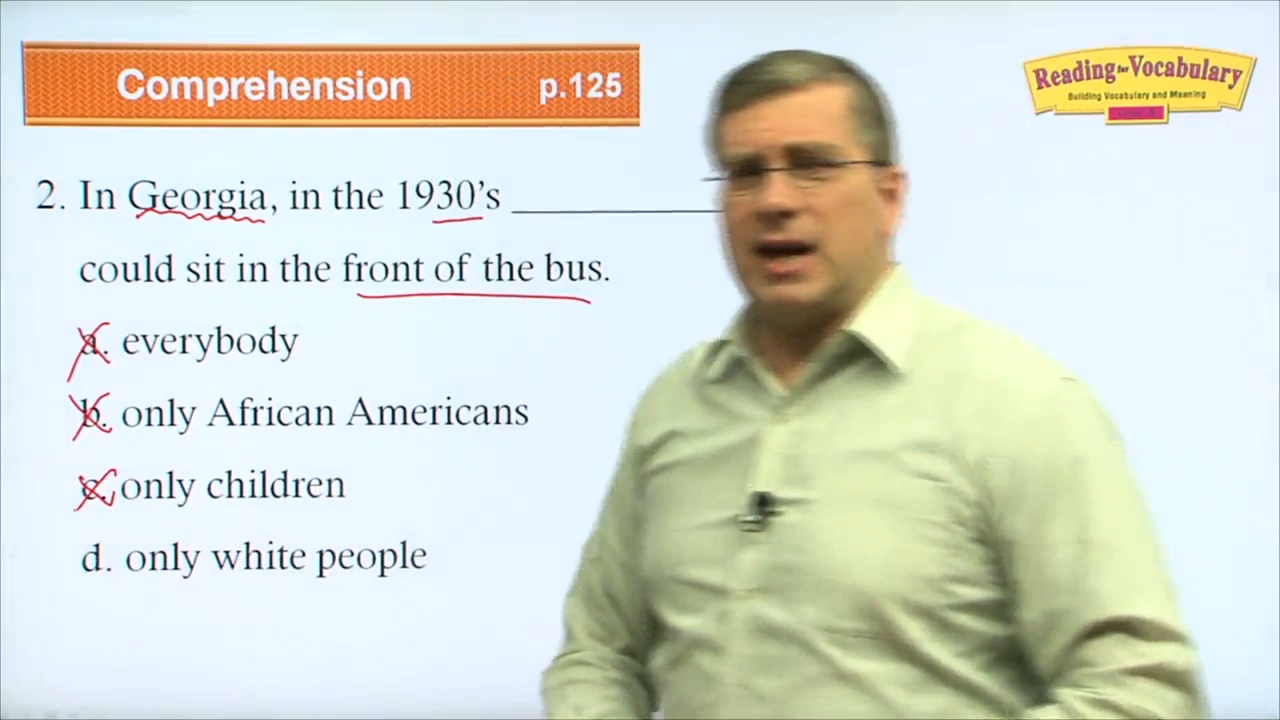 Comprehension p.125
Reading for Vocabulary
Building Vocabulary and Meaning
2. In Georgia, in the 1930's ____________
could sit in the front of the bus.
a. everybody
b. only African Americans
c. only children
d. only white people